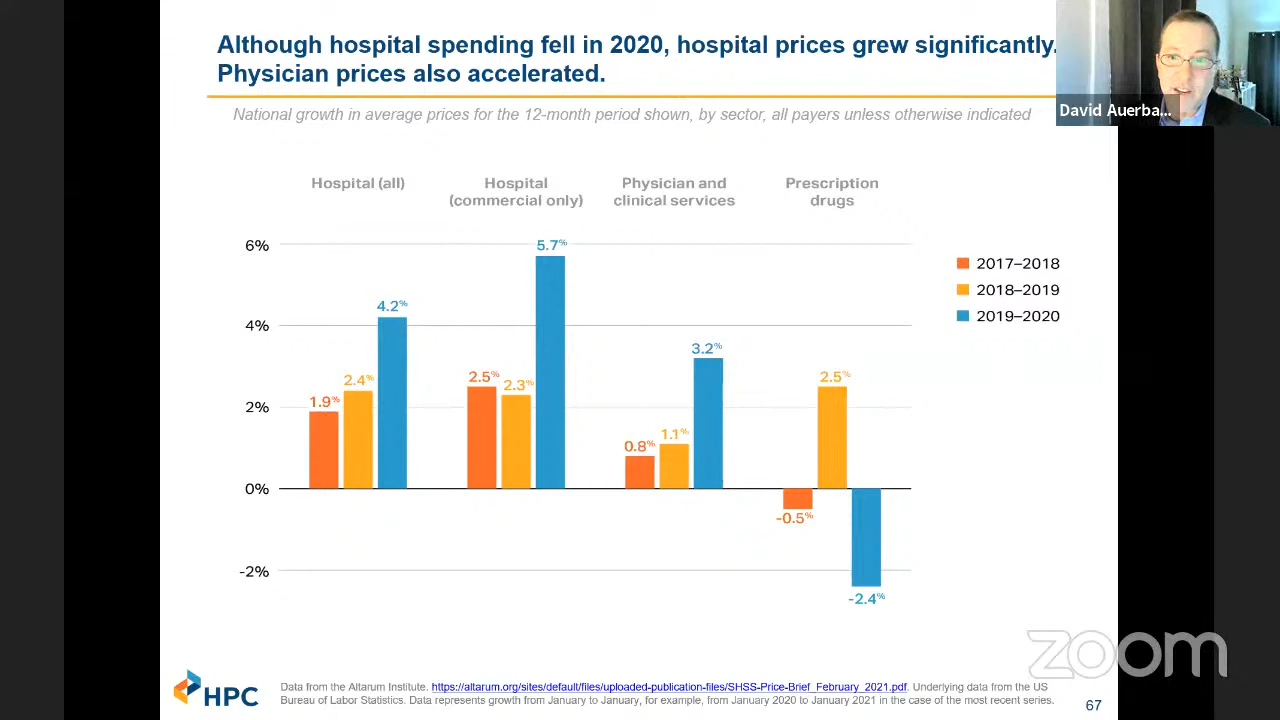 Although hospital spending fell in 2020, hospital prices grew significantly.
Physician prices also accelerated.
David Auerba...
National growth in average prices for the 12-month period shown, by sector, all payers unless otherwise indicated
Hospital (all)
Hospital
(commercial only)
Physician and
clinical services
Prescription
drugs
6%
4%
2%
0%
-2%
1.9%
2.4%
4.2%
2.5%
2.3%
5.7%
0.8%
1.1%
3.2%
-0.5%
2.5%
-2.4%
2017–2018
2018–2019
2019–2020
zoom
HPC
Data from the Altarum Institute. https://altarum.org/sites/default/files/uploaded-publication-files/SHSS-Price-Brief_February_2021.pdf. Underlying data from the US
Bureau of Labor Statistics. Data represents growth from January to January, for example, from January 2020 to January 2021 in the case of the most recent series.
67